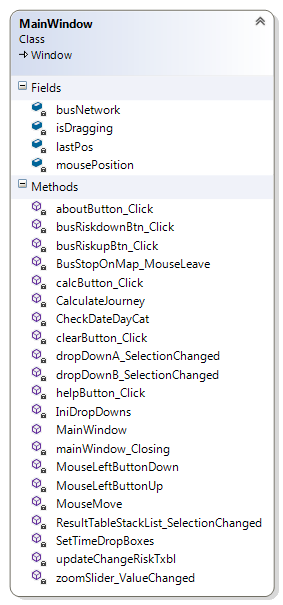 MainWindow
Class
Window
Fields
busNetwork
isDragging
lastPos
mousePosition
Methods
aboutButton_Click
busRiskdownBtn_Click
busRiskupBtn_Click
BusStopOnMap_MouseLeave
calcButton_Click
CalculateJourney
CheckDateDayCat
clearButton_Click
dropDownA_SelectionChanged
dropDownB_SelectionChanged
helpButton_Click
IniDropDowns
MainWindow
mainWindow_Closing
MouseLeftButtonDown
MouseLeftButtonUp
MouseMove
ResultTableStackList_SelectionChanged
SetTimeDropBoxes
updateChangeRiskTxbl
zoomSlider_ValueChanged